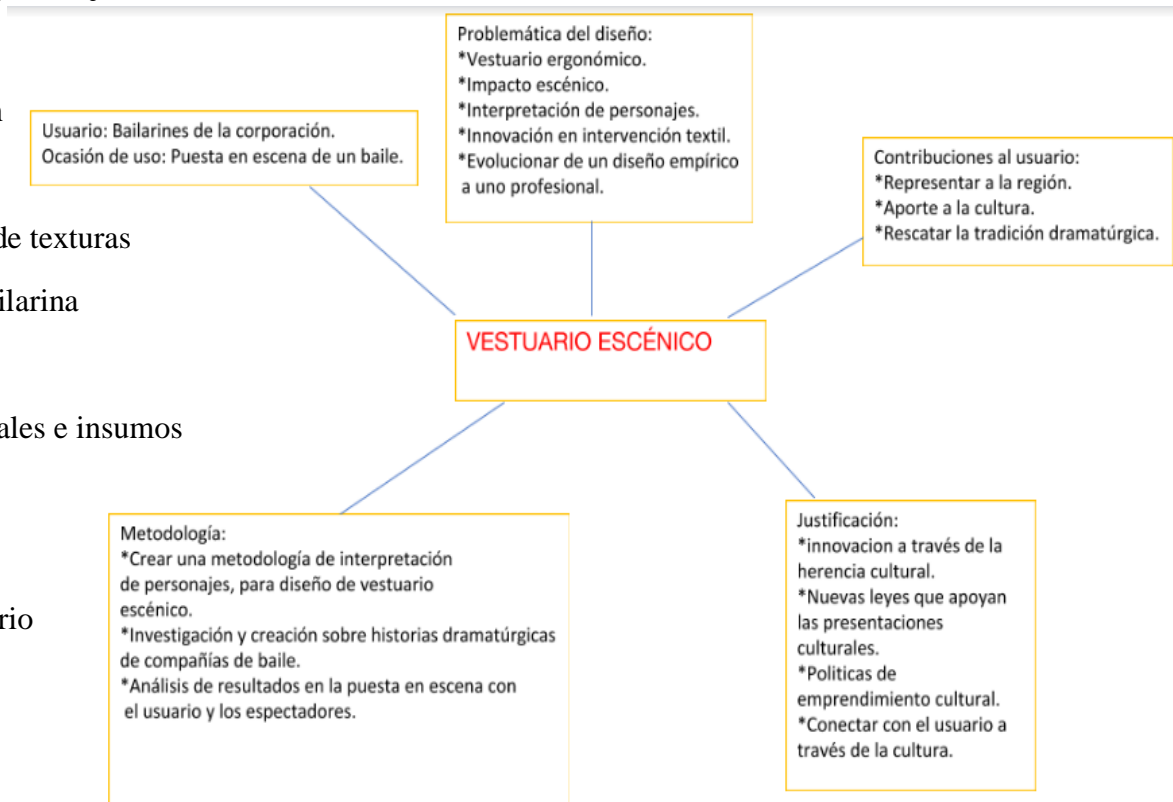 Problemática del diseño:
*Vestuario ergonómico.
*Impacto escénico.
*Interpretación de personajes.
*Innovación en intervención textil.
*Evolucionar de un diseño empírico
a uno profesional.
Usuario: Bailarines de la corporación.
Ocasión de uso: Puesta en escena de un baile.
Contribuciones al usuario:
*Representar a la región.
*Aporte a la cultura.
*Rescatar la tradición dramatúrgica.
de texturas
ilarina
VESTUARIO ESCÉNICO
ales e insumos
Metodología:
*Crear una metodología de interpretación
de personajes, para diseño de vestuario
escénico.
*Investigación y creación sobre historias dramatúrgicas
de compañías de baile.
*Análisis de resultados en la puesta en escena con
el usuario y los espectadores.
rio
Justificación:
*innovacion a través de la
herencia cultural.
*Nuevas leyes que apoyan
las presentaciones
culturales.
*Politicas de
emprendimiento cultural.
*Conectar con el usuario a
través de la cultura.